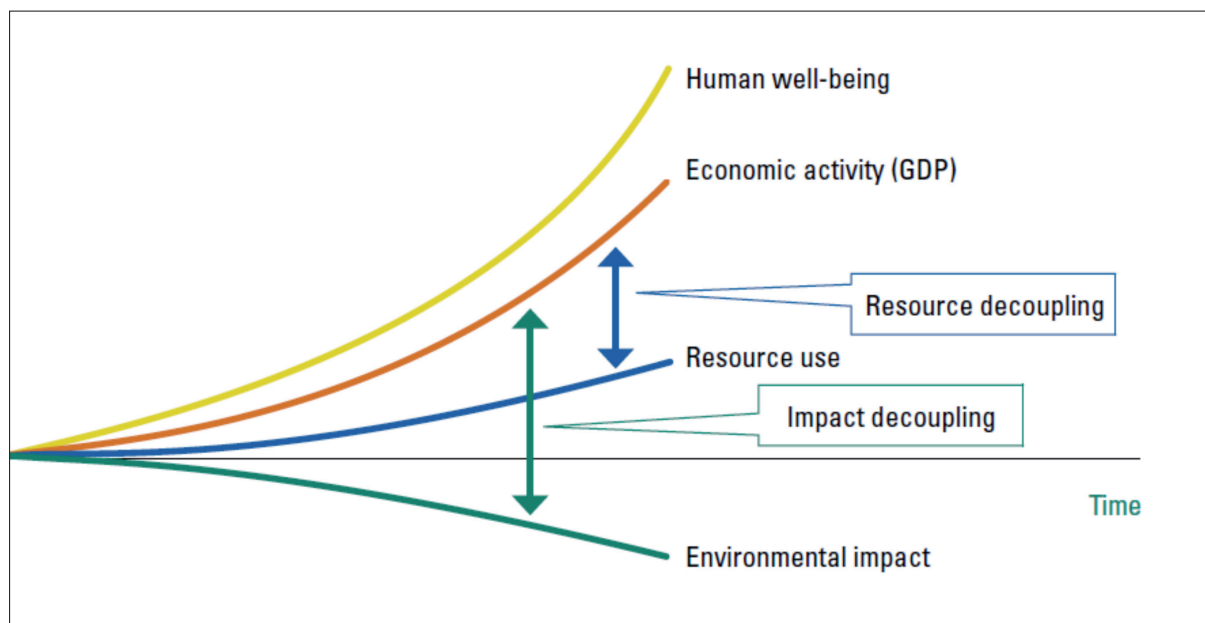 Human well-being
Economic activity (GDP)
Resource decoupling
Resource use
Impact decoupling
Time
Environmental impact